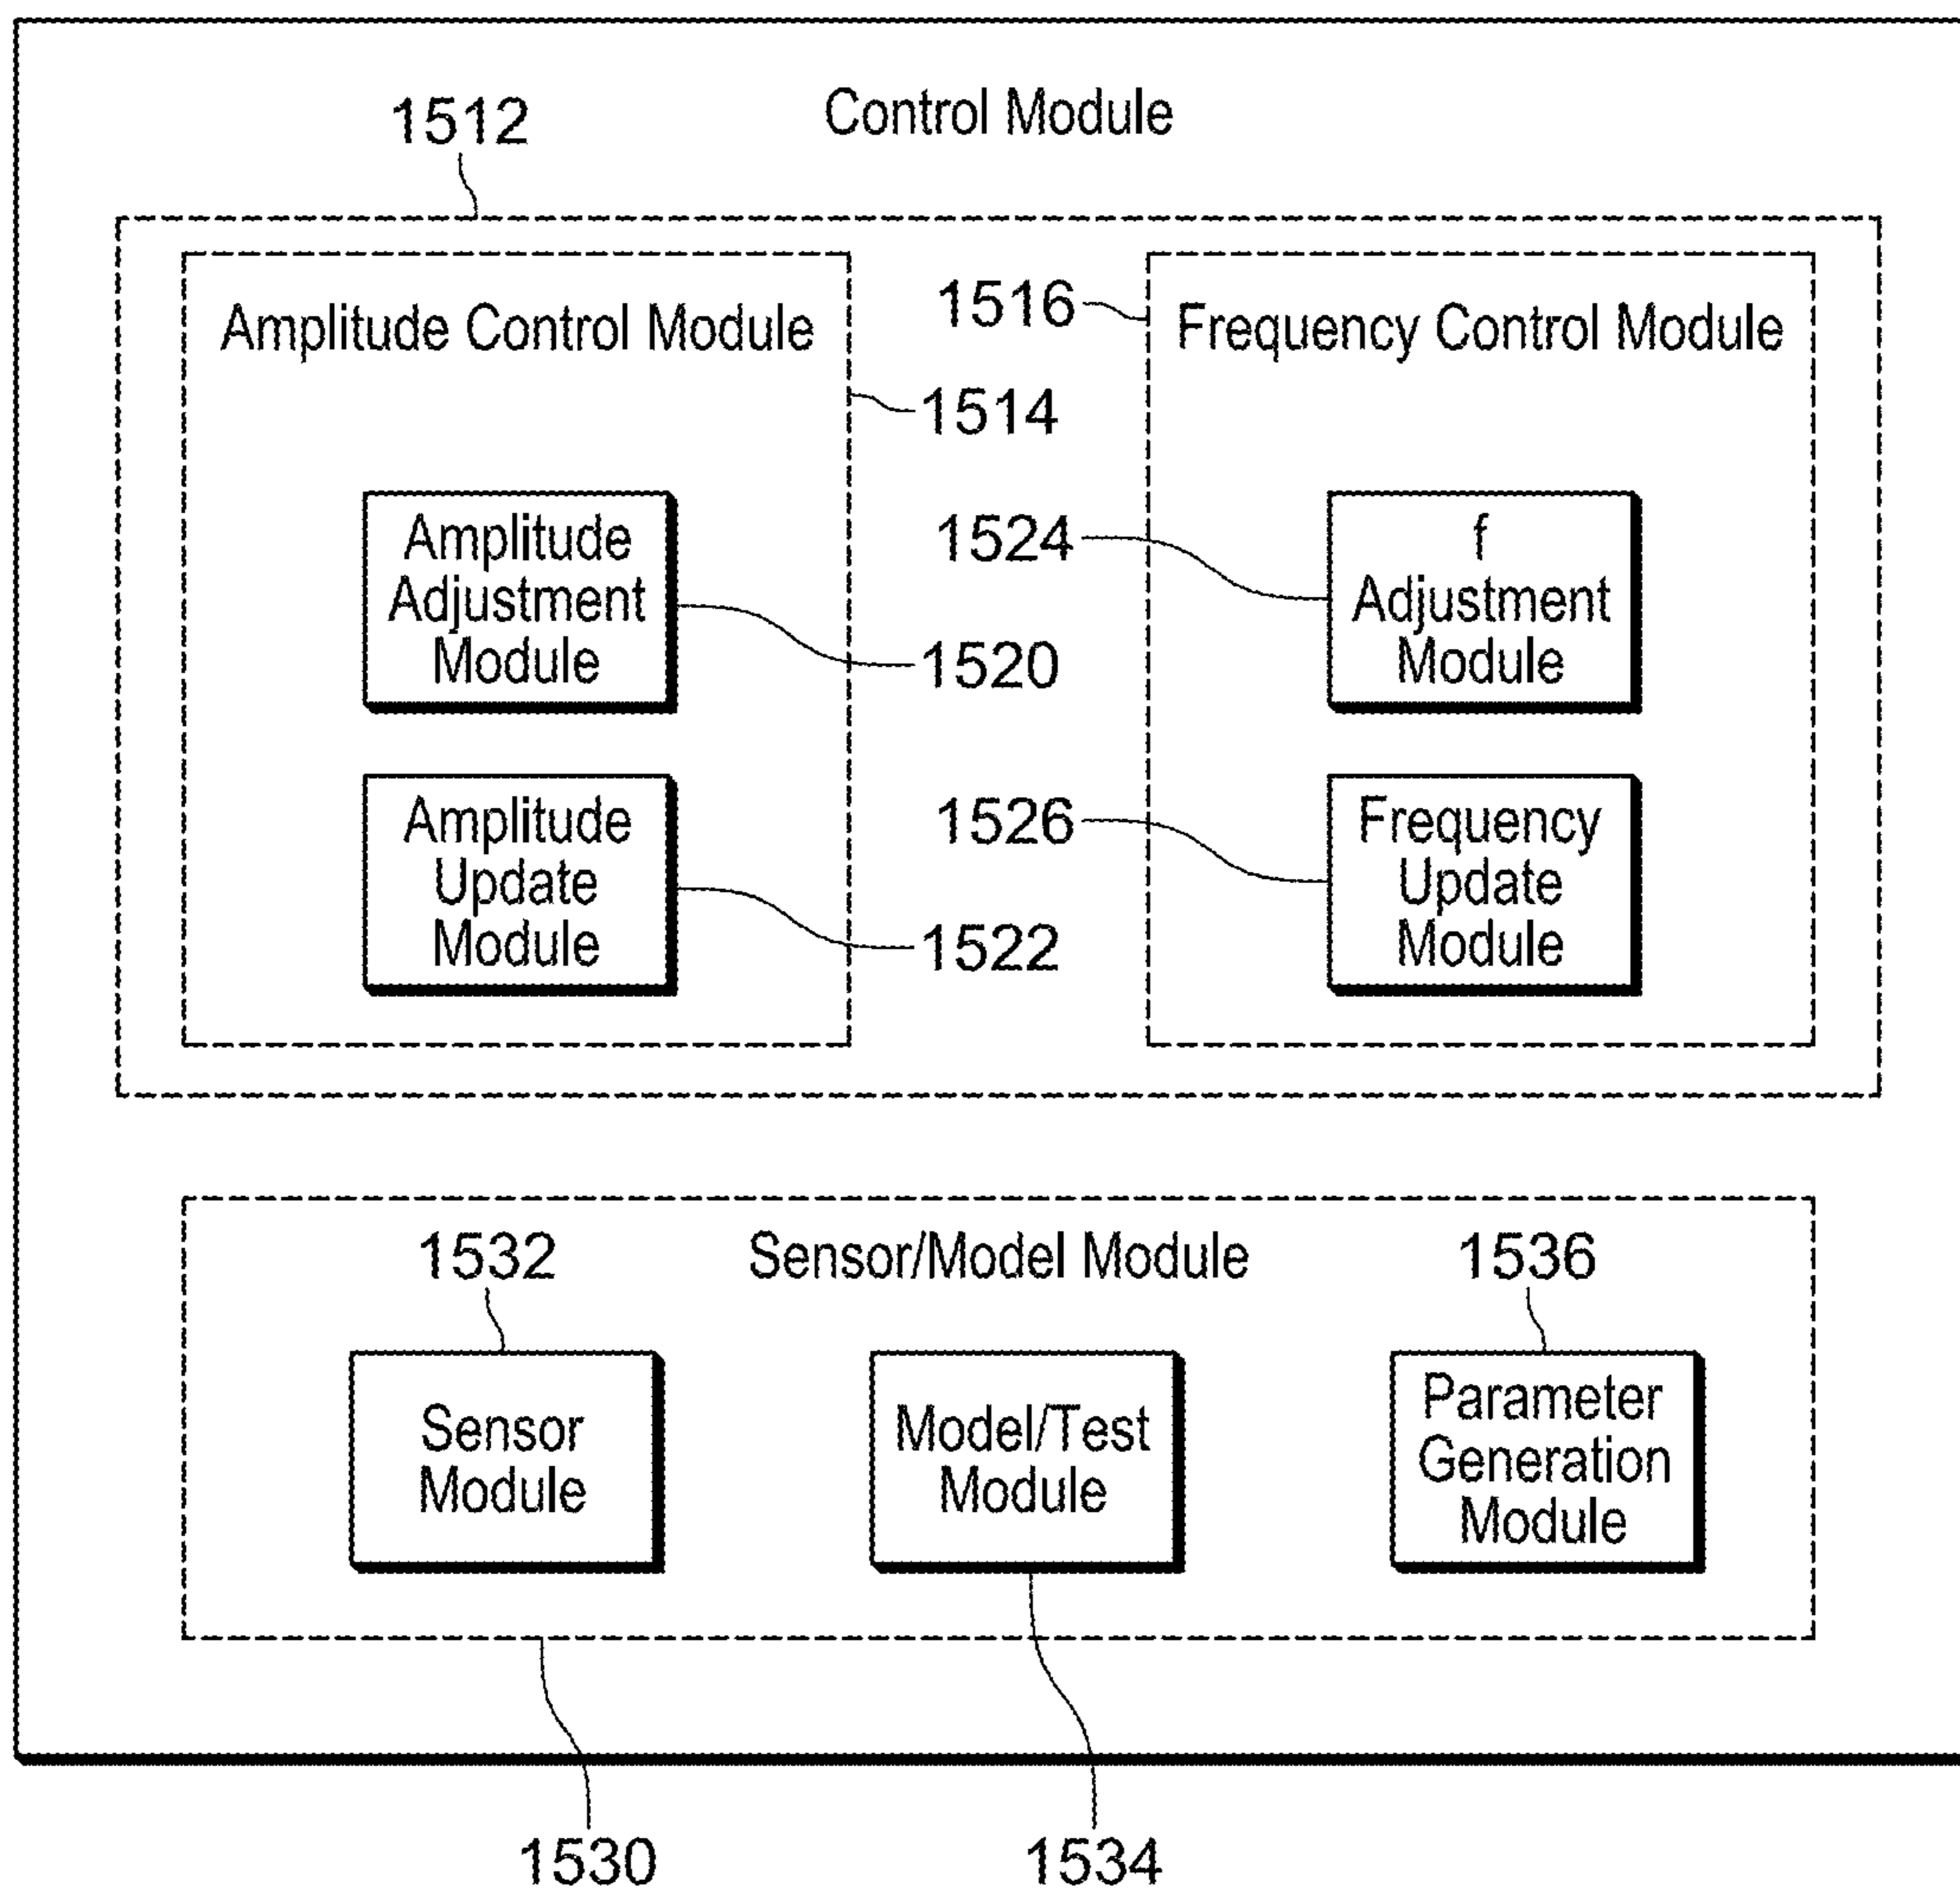 Control Module
1512
Amplitude Control Module
1514
1516
Frequency Control Module
Amplitude
Adjustment
Module
1520
1524
f
Adjustment
Module
Amplitude
Update
Module
1522
1526
Frequency
Update
Module
Sensor/Model Module
1532
1536
Sensor
Module
Model/Test
Module
Parameter
Generation
Module
1530
1534